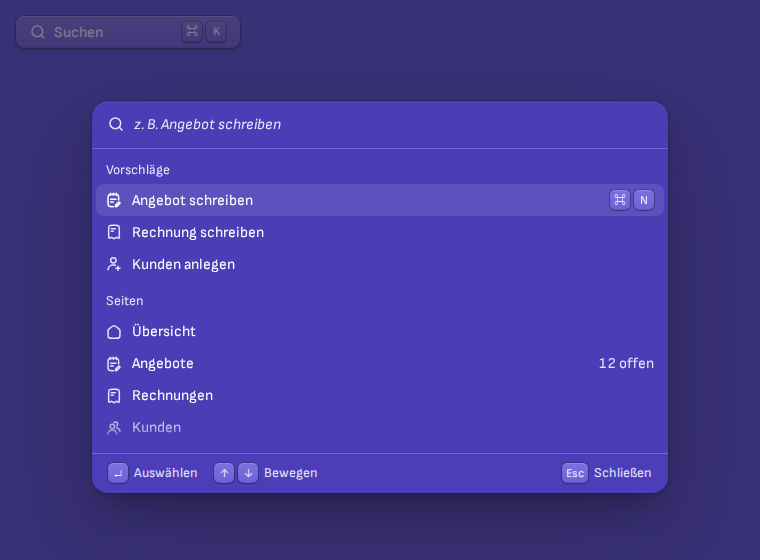 Suchen ⌘ K
z. B. Angebot schreiben
Vorschläge
Angebot schreiben ⌘ N
Rechnung schreiben
Kunden anlegen
Seiten
Übersicht
Angebote 12 offen
Rechnungen
Kunden
↵ Auswählen ↑ ↓ Bewegen Esc Schließen